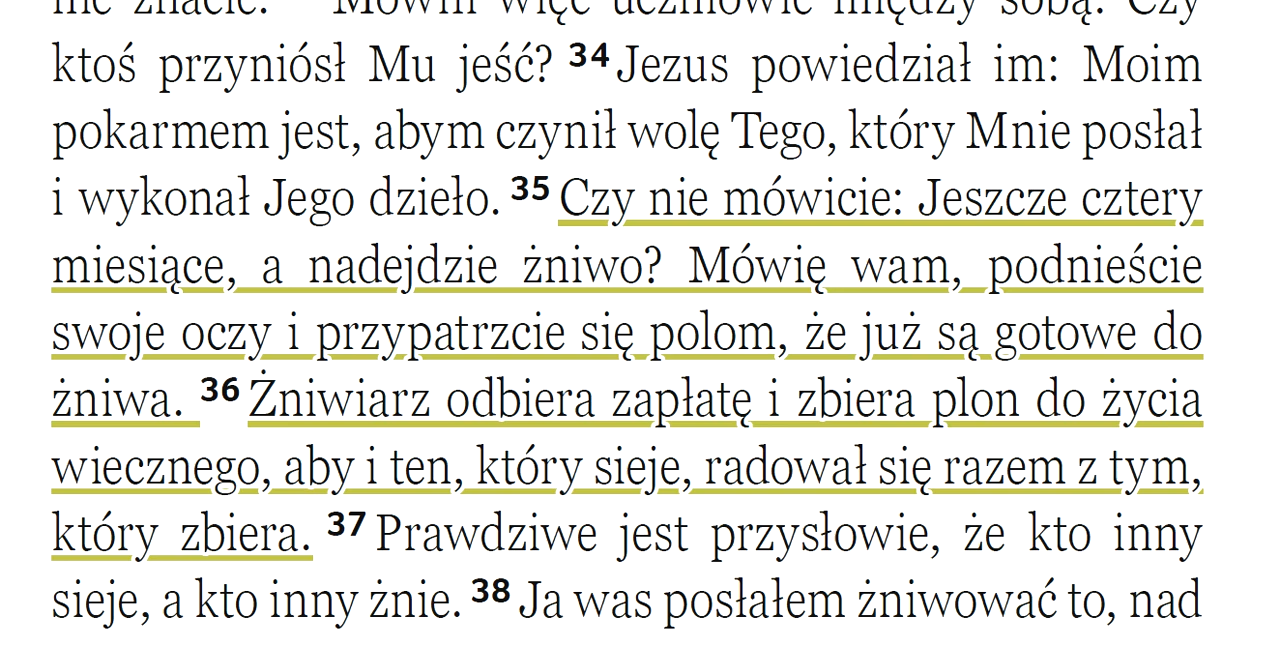 ktoś przyniósł Mu jeść? 34 Jezus powiedział im: Moim
pokarmem jest, abym czynił wolę Tego, który Mnie posłał
i wykonał Jego dzieło. 35 Czy nie mówicie: Jeszcze cztery
miesiące, a nadejdzie żniwo? Mówię wam, podnieście
swoje oczy i przypatrzcie się polom, że już są gotowe do
żniwa. 36 Żniwiarz odbiera zapłatę i zbiera plon do życia
wiecznego, aby i ten, który sieje, radował się razem z tym,
który zbiera. 37 Prawdziwe jest przysłowie, że kto inny
sieje, a kto inny żnie. 38 Ja was posłałem żniwować to, nad